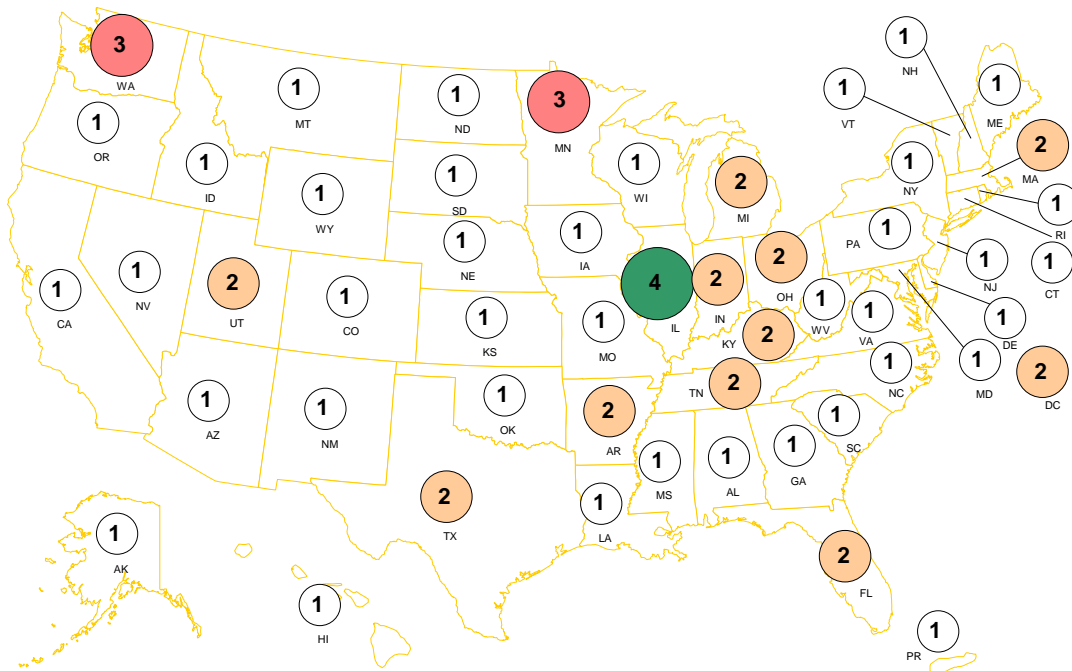 1
NH
3
WA
1
MT
1
ND
3
MN
1
VT
1
ME
1
OR
1
ID
1
WY
1
SD
1
WI
2
MI
1
NY
2
MA
1
RI
1
NV
1
CA
2
UT
1
CO
1
NE
1
IA
4
IL
2
IN
2
OH
1
PA
1
NJ
1
CT
1
KS
1
MO
2
KY
1
WV
1
VA
1
DE
1
AZ
1
NM
1
OK
2
AR
2
TN
1
NC
1
MD
2
DC
1
SC
2
TX
1
LA
1
MS
1
AL
1
GA
1
AK
1
HI
2
FL
1
PR